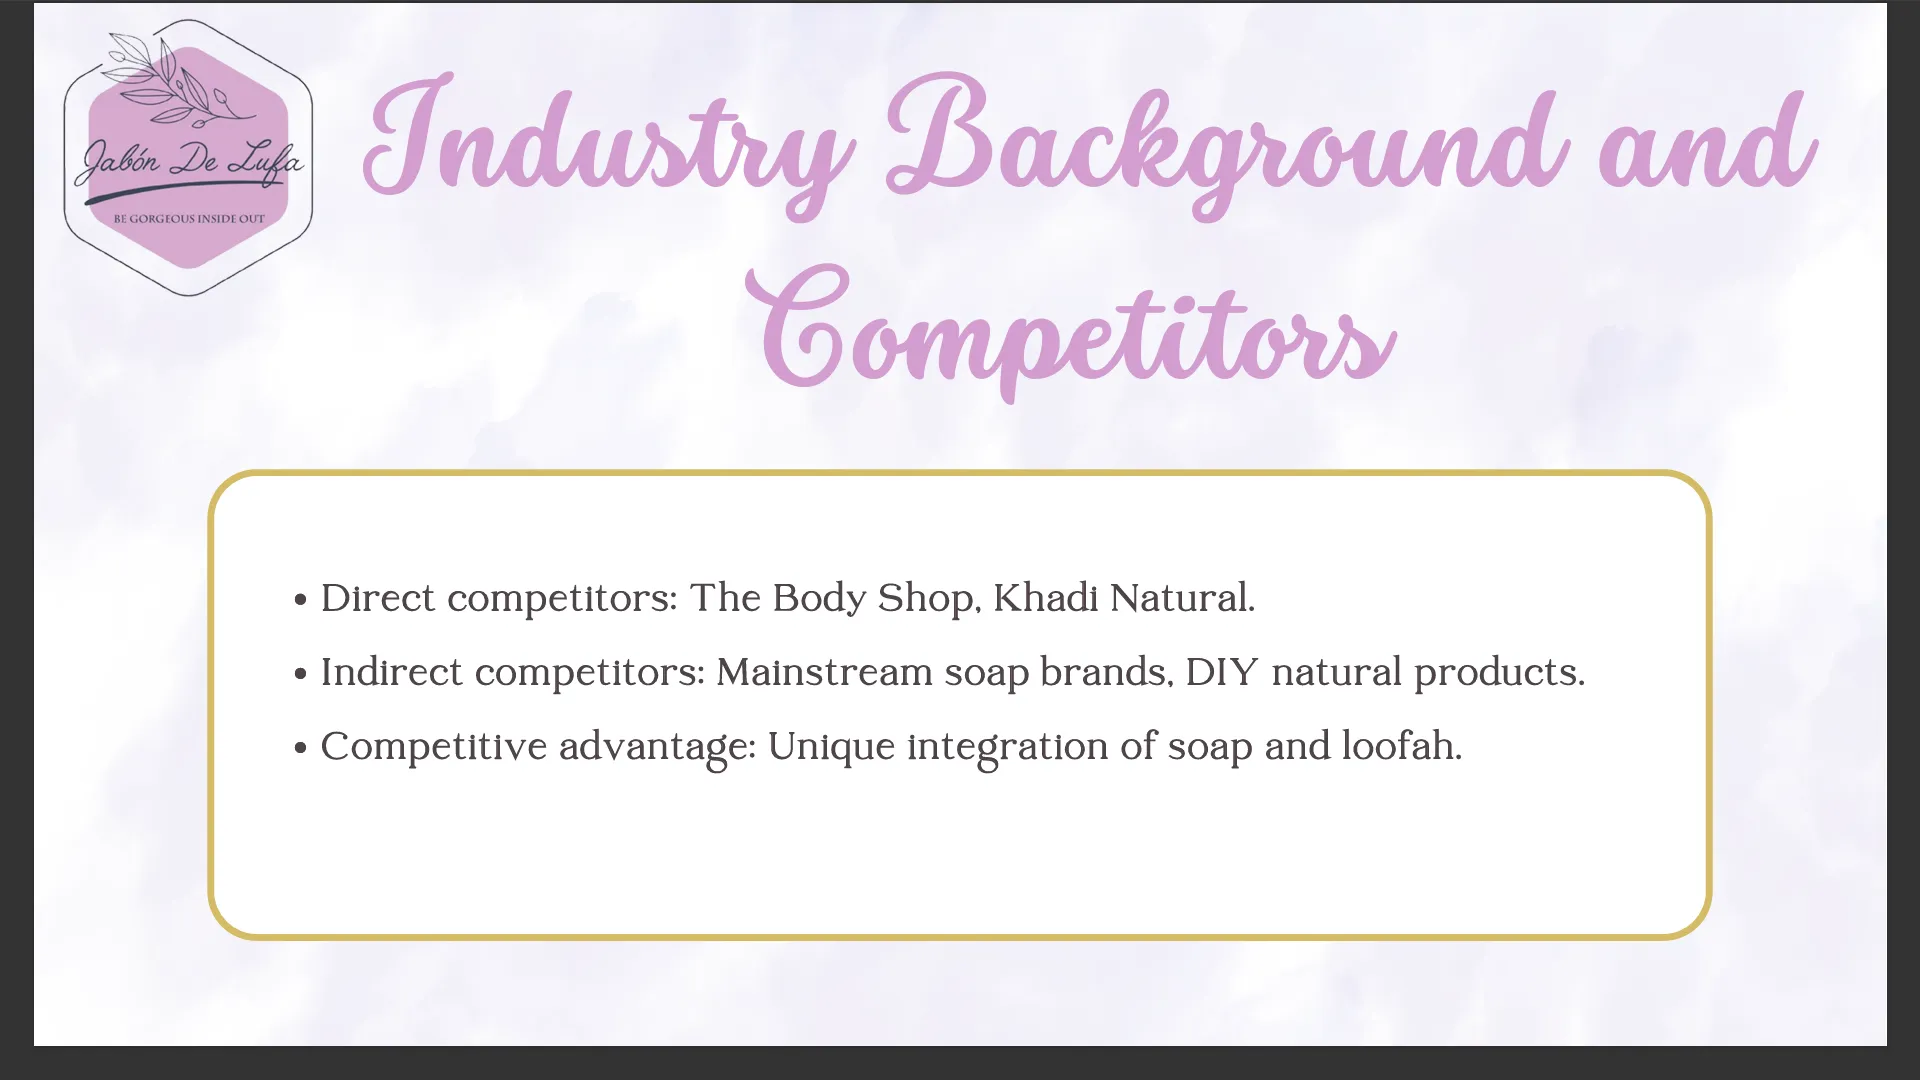 Jabón De Lufa
BE GORGEOUS INSIDE OUT
Industry Background and
Competitors
• Direct competitors: The Body Shop, Khadi Natural.
• Indirect competitors: Mainstream soap brands, DIY natural products.
• Competitive advantage: Unique integration of soap and loofah.